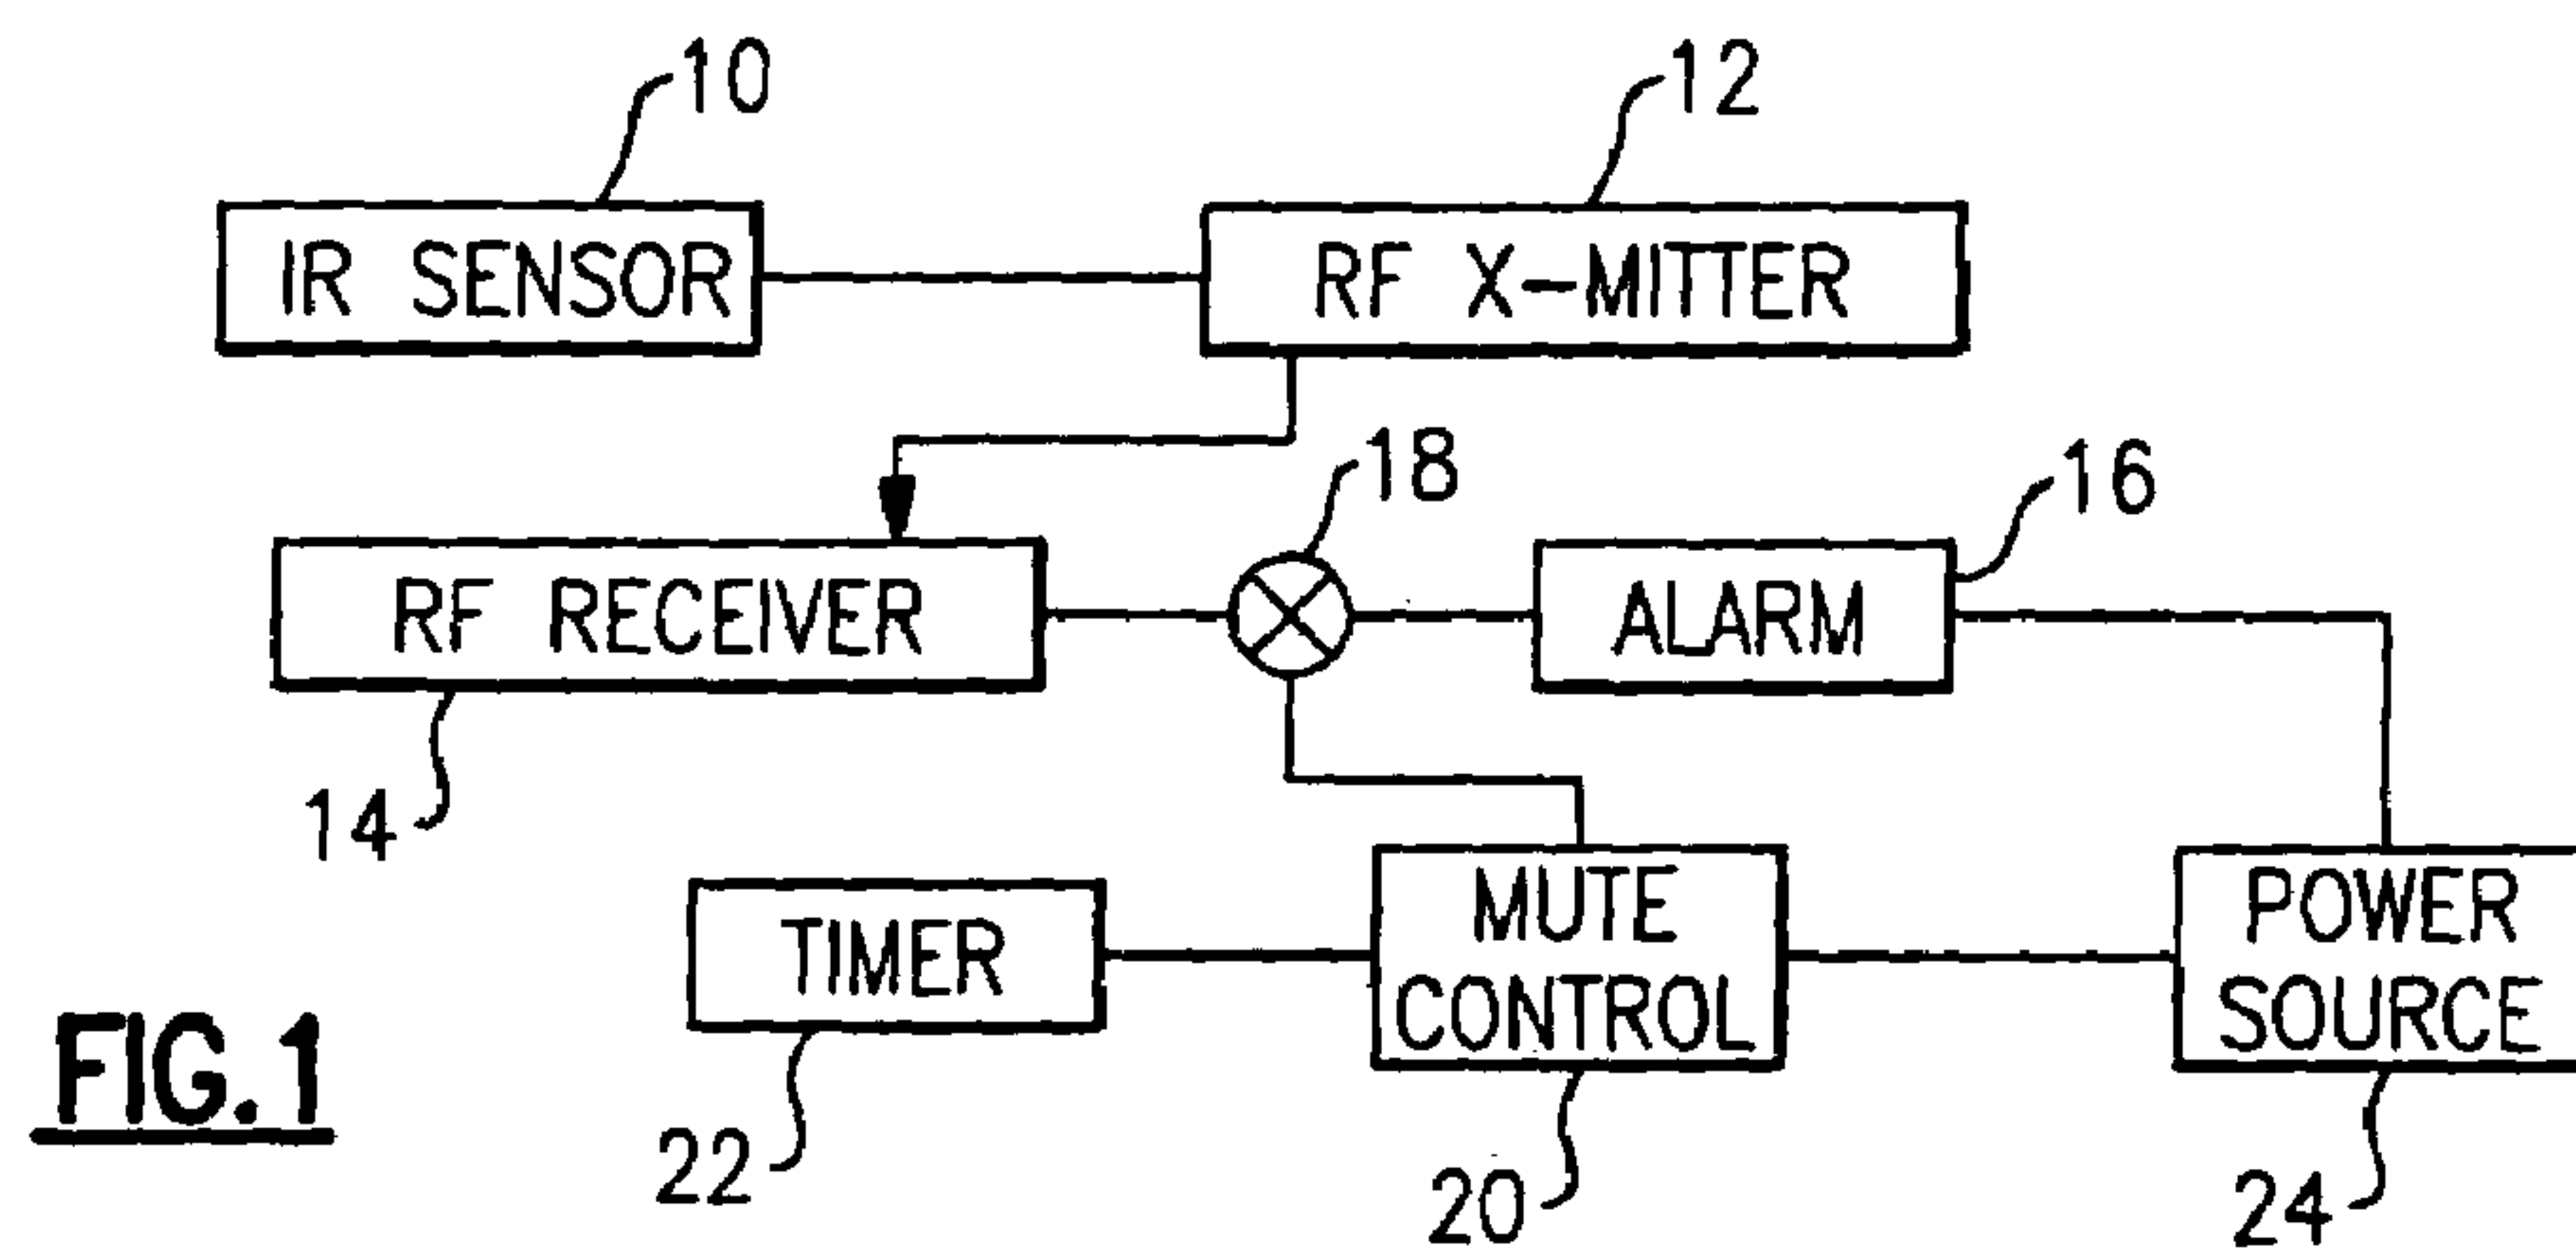 10
12
IR SENSOR
RF X-MITTER
18
16
RF RECEIVER
ALARM
14
TIMER
MUTE
CONTROL
POWER
SOURCE
FIG.1
22
20
24